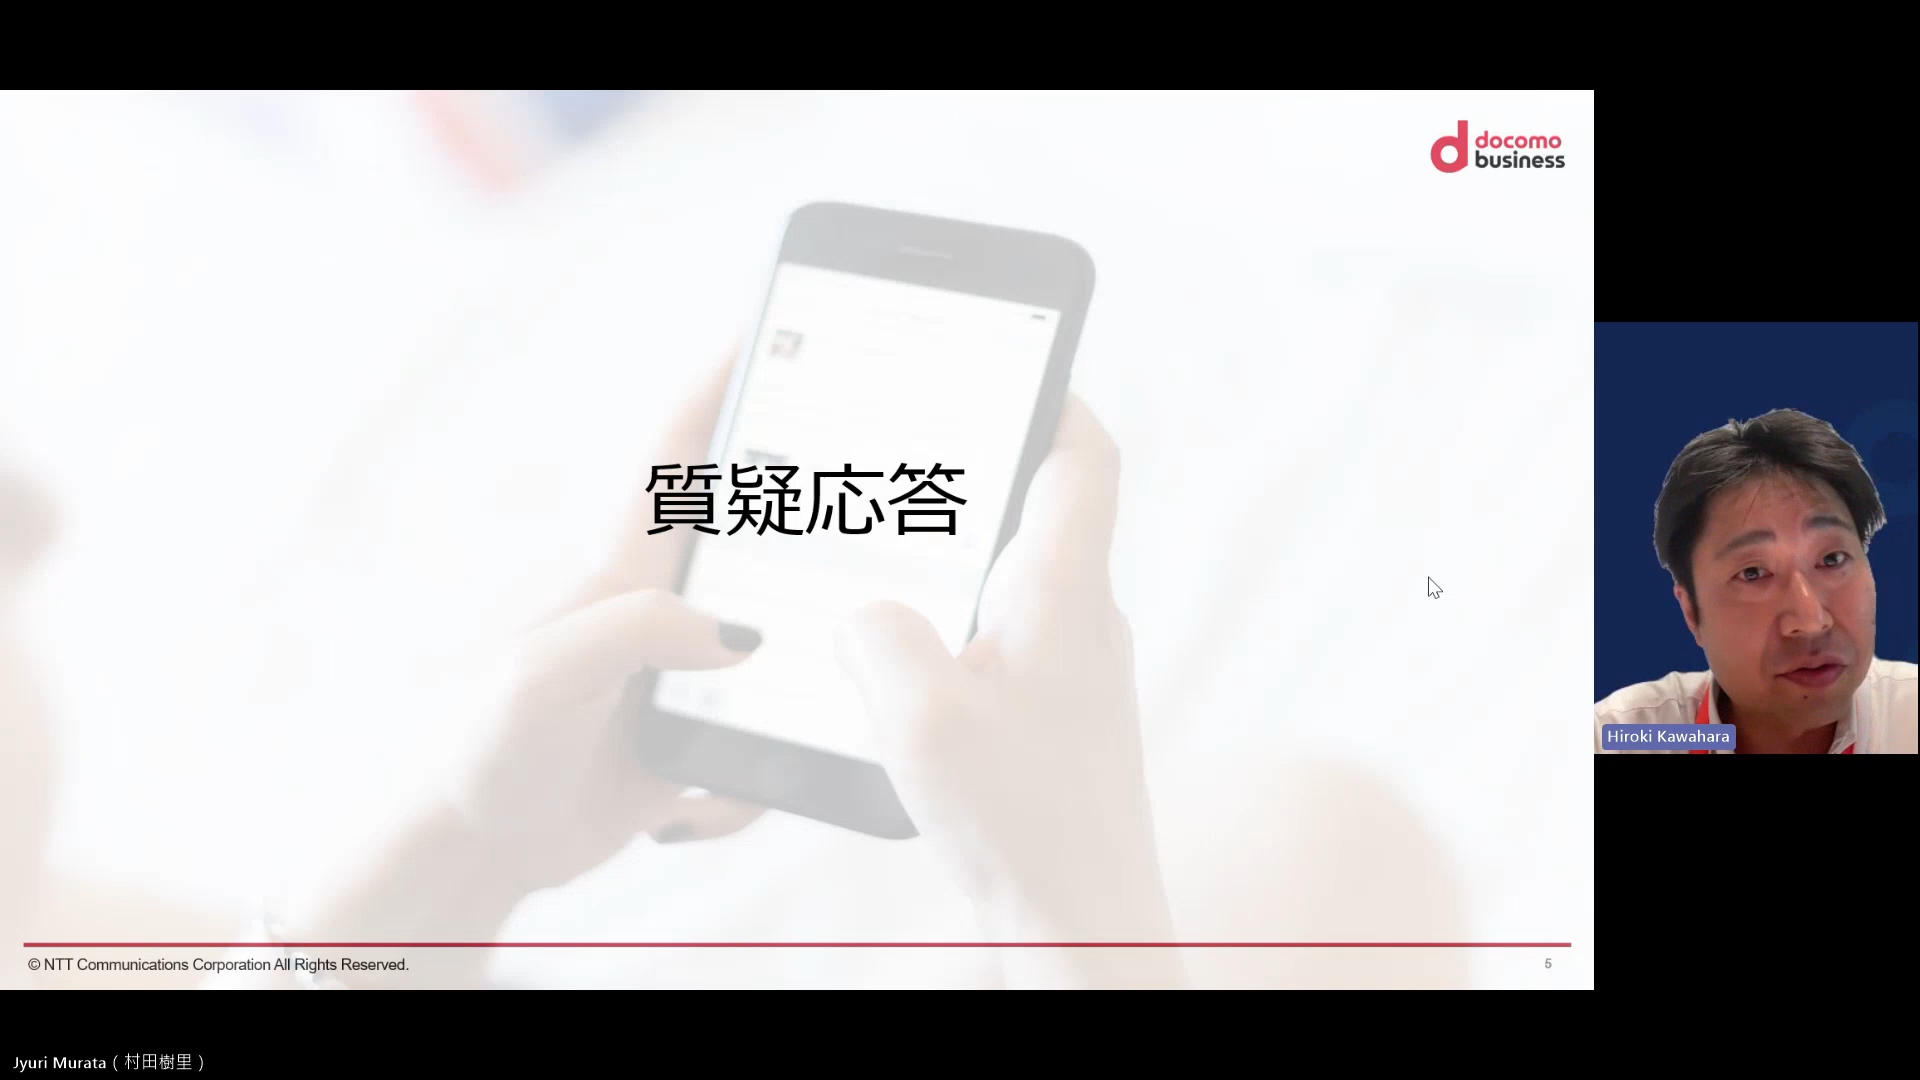 docomo
business
質疑応答
Hiroki Kawahara
© NTT Communications Corporation All Rights Reserved.
5
Jyuri Murata ( 村田樹里 )